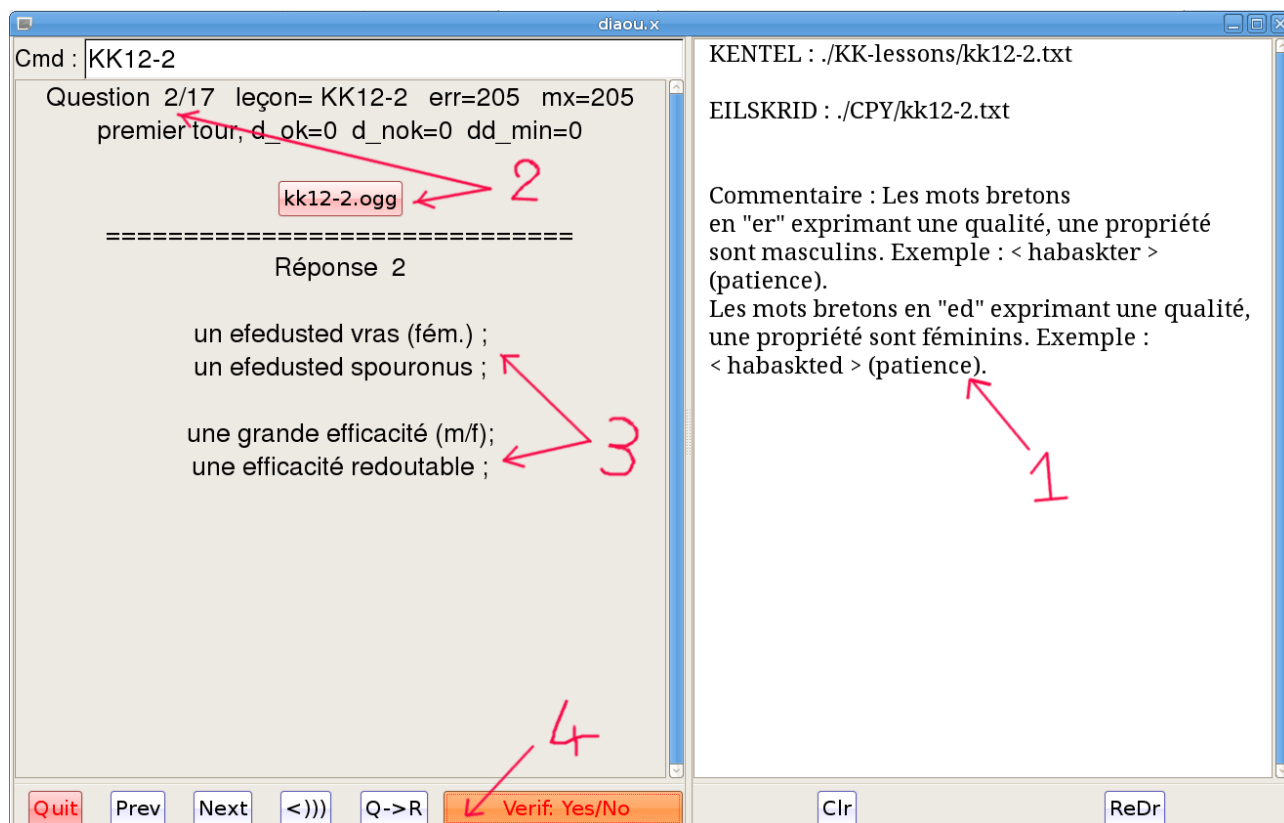 diaou.x
Cmd : KK12-2
Question 2/17 leçon= KK12-2 err=205 mx=205
premier tour, d_ok=0 d_nok=0 dd_min=0
2
kk12-2.ogg
==============================
Réponse 2
un efedusted vras (fém.) ;
un efedusted spouronus ;
3
une grande efficacité (m/f);
une efficacité redoutable ;
4
Quit Prev Next <))) Q->R Verif: Yes/No
KENTEL : ./KK-lessons/kk12-2.txt
EILSKRID : ./CPY/kk12-2.txt
Commentaire : Les mots bretons
en "er" exprimant une qualité, une propriété
sont masculins. Exemple : < habaskter >
(patience).
Les mots bretons en "ed" exprimant une qualité,
une propriété sont féminins. Exemple :
< habaskted > (patience).
1
Clr ReDr